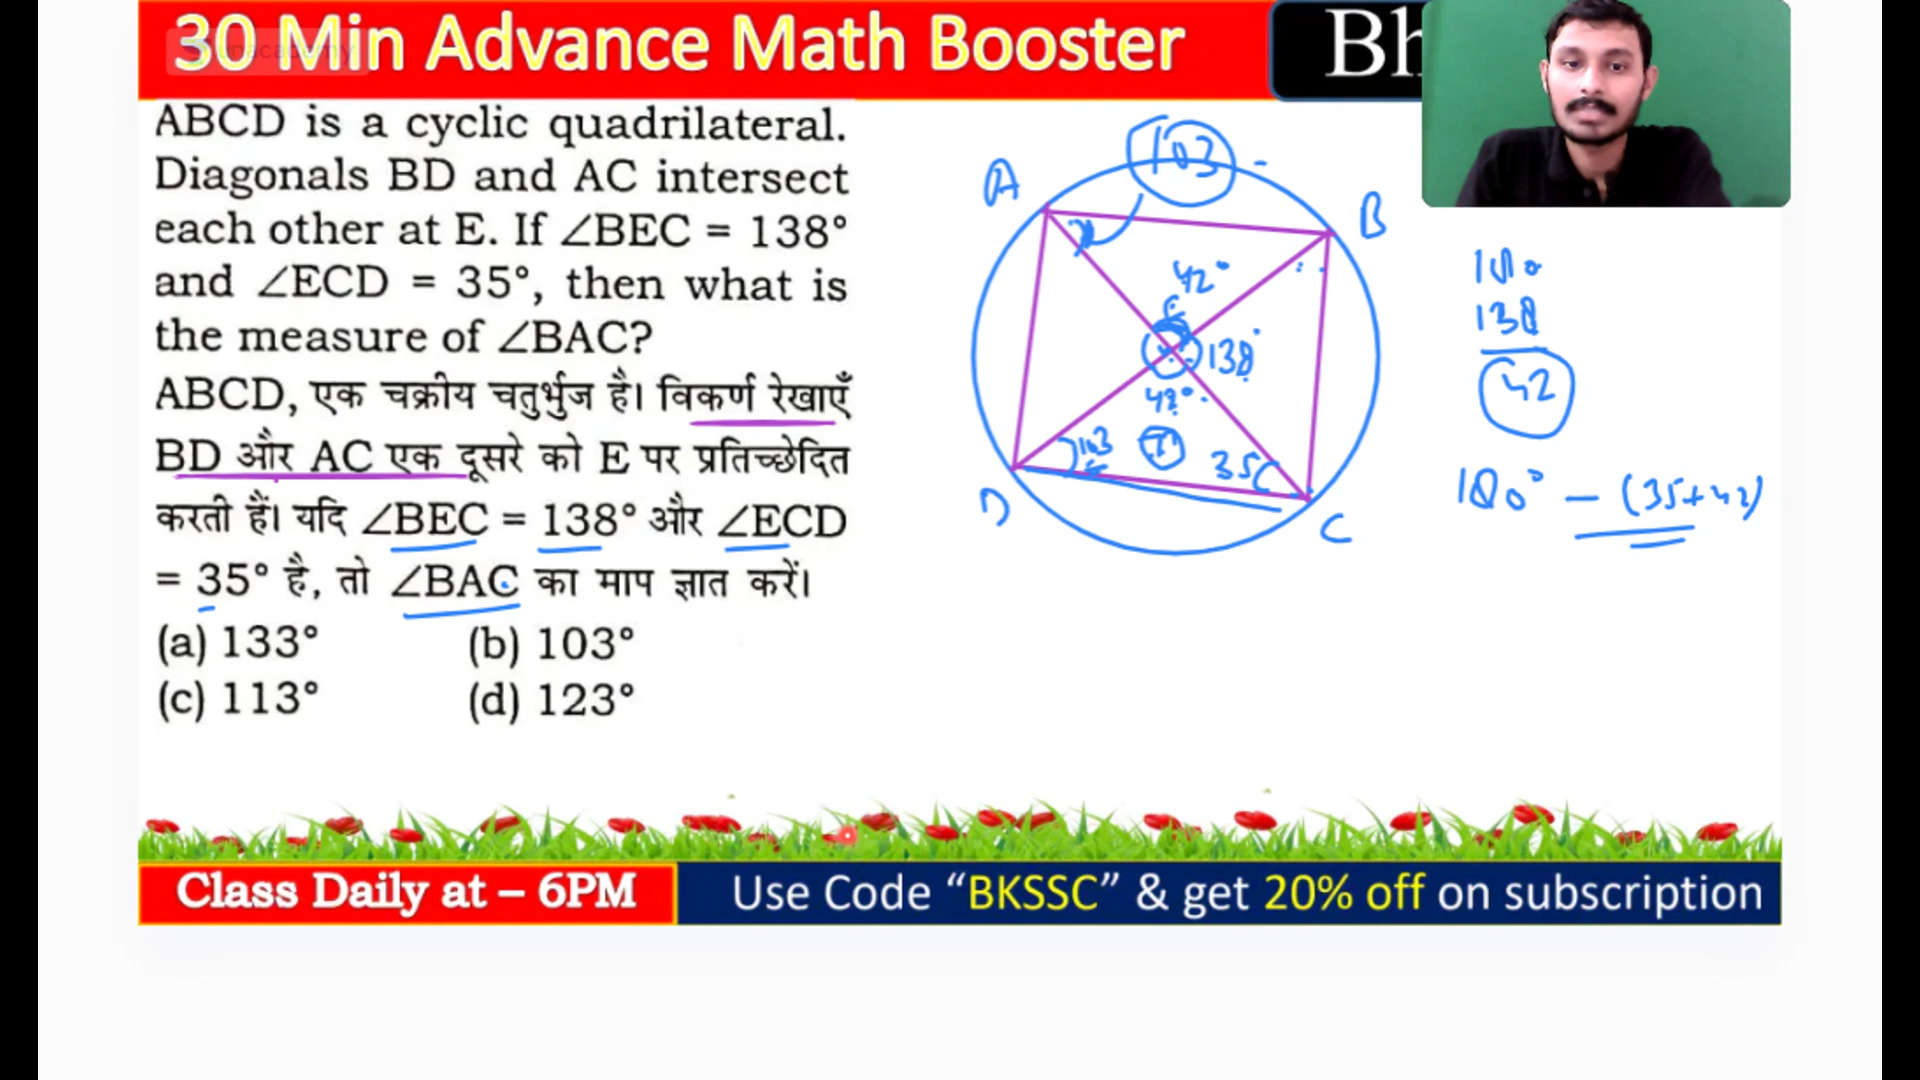 30 Min Advance Math Booster
Bh
unacademy
ABCD is a cyclic quadrilateral.
Diagonals BD and AC intersect
each other at E. If ∠BEC = 138°
and ∠ECD = 35°, then what is
the measure of ∠BAC?
ABCD, एक चक्रीय चतुर्भुज है। विकर्ण रेखाएँ
BD और AC एक दूसरे को E पर प्रतिच्छेदित
करती हैं। यदि ∠BEC = 138° और ∠ECD
= 35° है, तो ∠BAC का माप ज्ञात करें।
(a) 133° (b) 103°
(c) 113° (d) 123°
103
A
B
42°
E
138°
42°
103
35
D
C
180
138
42
180° – (35+42)
Class Daily at – 6PM
Use Code “BKSSC” & get 20% off on subscription